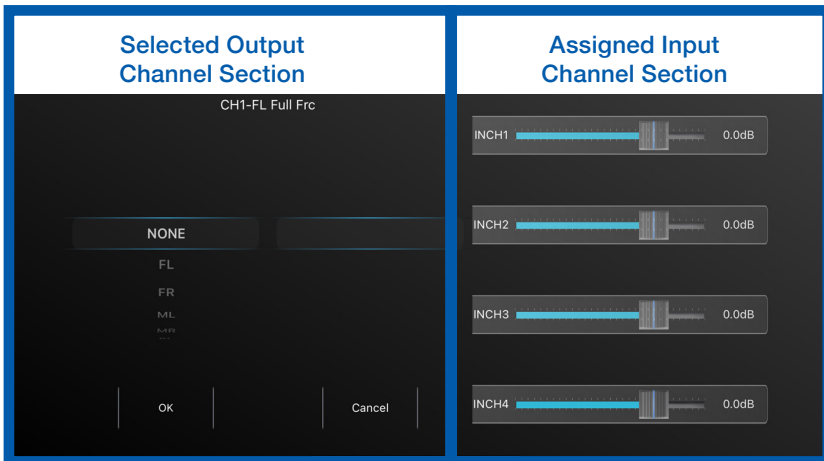 Selected Output
Channel Section
CH1-FL Full Frc
NONE
FL
FR
ML
OK
Cancel
Assigned Input
Channel Section
INCH1 0.0dB
INCH2 0.0dB
INCH3 0.0dB
INCH4 0.0dB